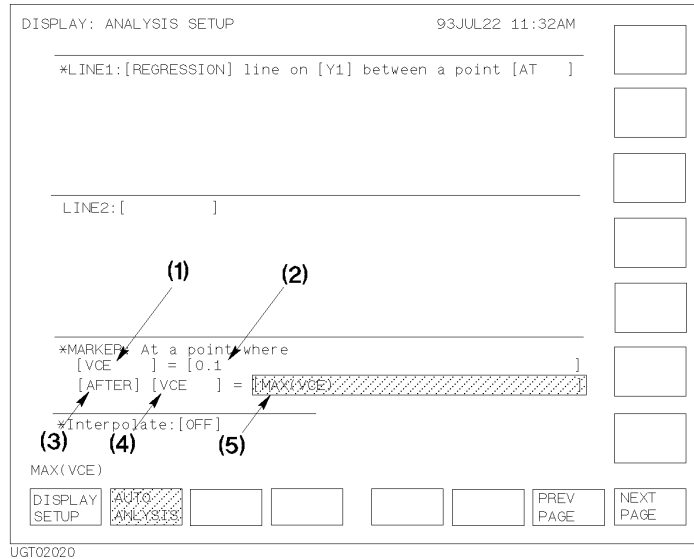 DISPLAY: ANALYSIS SETUP 93JUL22 11:32AM
*LINE1:[REGRESSION] line on [Y1] between a point [AT ]
LINE2:[ ]
(1)
(2)
*MARKER: At a point where
[VCE ] = [0.1 ]
[AFTER] [VCE ] = [MAX(VCE) ]
*Interpolate:[OFF]
(3)
(4)
(5)
MAX(VCE)
DISPLAY SETUP
AUTO ANLYSIS
PREV PAGE
NEXT PAGE
UGT02020